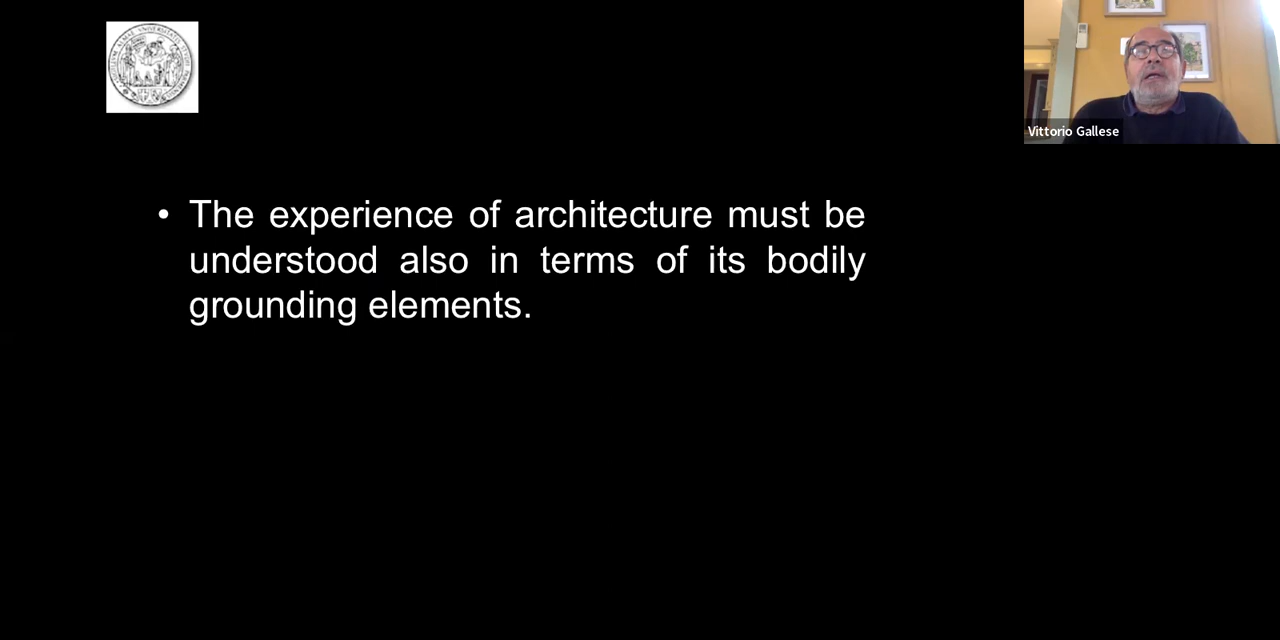 Vittorio Gallese
• The experience of architecture must be
understood also in terms of its bodily
grounding elements.